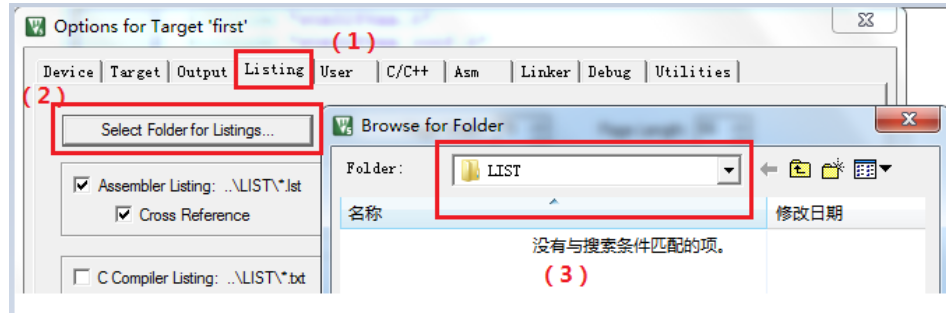 Options for Target 'first'
(1)
Device Target Output Listing User C/C++ Asm Linker Debug Utilities
(2)
Select Folder for Listings...
Browse for Folder
Folder: LIST
名称 修改日期
Assembler Listing: ..\LIST\*.lst
Cross Reference
没有与搜索条件匹配的项。
(3)
C Compiler Listing: ..\LIST\*.txt